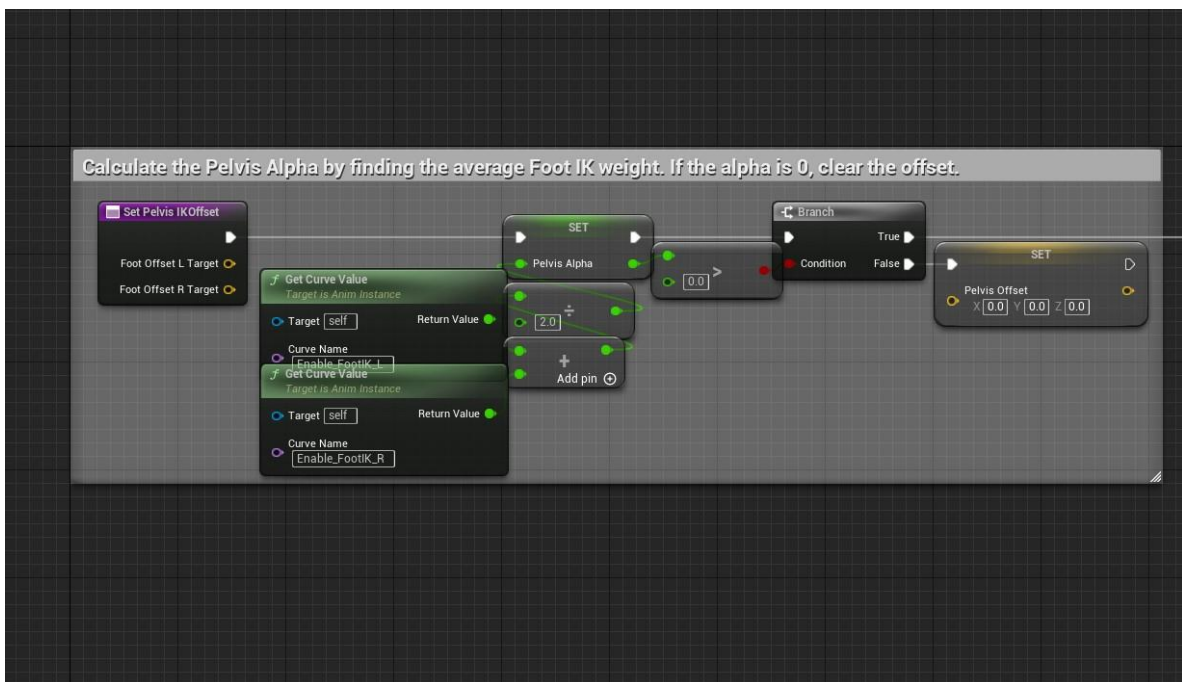 Calculate the Pelvis Alpha by finding the average Foot IK weight. If the alpha is 0, clear the offset.
Set Pelvis IKOffset
Foot Offset L Target
Foot Offset R Target
f Get Curve Value
Target is Anim Instance
Target self Return Value
Curve Name
Enable_FootIK_L
f Get Curve Value
Target is Anim Instance
Target self Return Value
Curve Name
Enable_FootIK_R
SET
Pelvis Alpha
÷
2.0
+
Add pin
>
0.0
Branch
True
Condition False
SET
Pelvis Offset
X 0.0 Y 0.0 Z 0.0